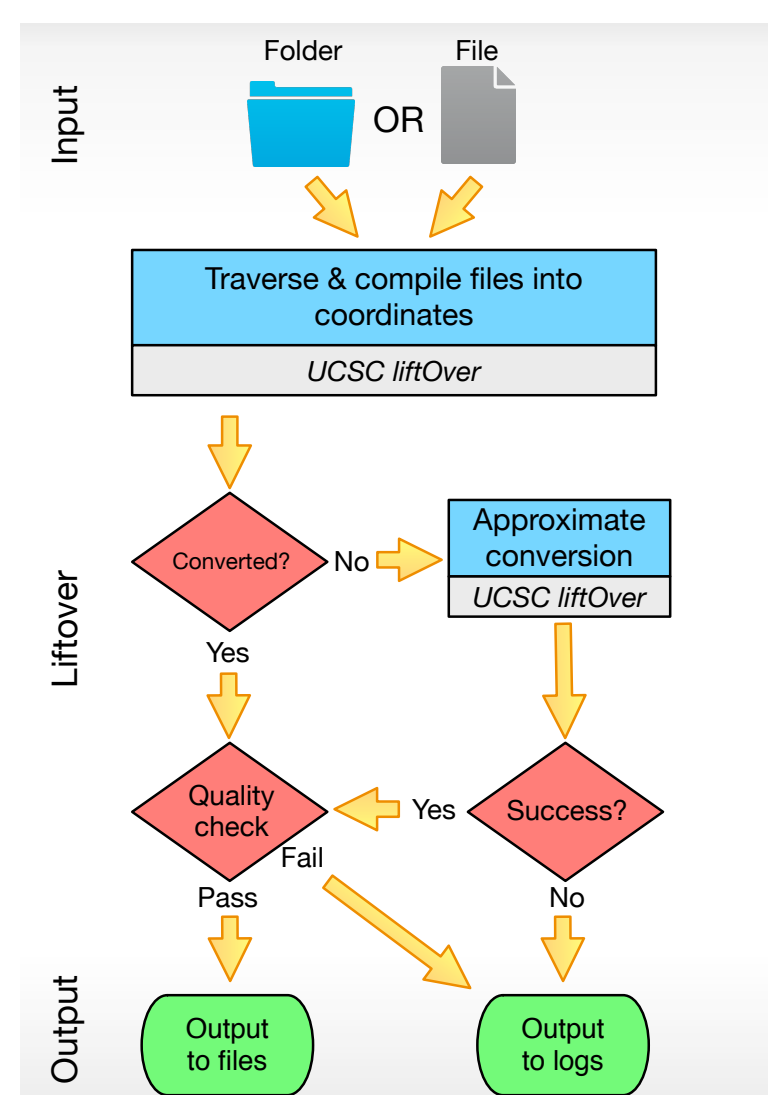 Folder
File
Input
OR
Traverse & compile files into
coordinates
UCSC liftOver
Liftover
Converted?
No
Approximate
conversion
UCSC liftOver
Yes
Quality
check
Yes
Success?
Fail
Pass
No
Output
Output
to files
Output
to logs